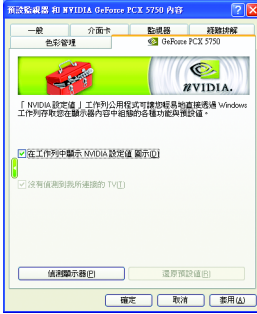 預設監視器 和 NVIDIA GeForce PCX 5750 內容
一般
介面卡
監視器
疑難排解
色彩管理
GeForce PCX 5750
NVIDIA.
「 NVIDIA 設定值 」工作列公用程式可讓您輕易地直接透過 Windows
工作列存取您在顯示器內容中組態的各種功能與預設值。
在工作列中顯示 NVIDIA 設定值 圖示(D)
沒有偵測到我所連接的 TV(T)
偵測顯示器(P)
還原預設值(R)
確定
取消
套用(A)